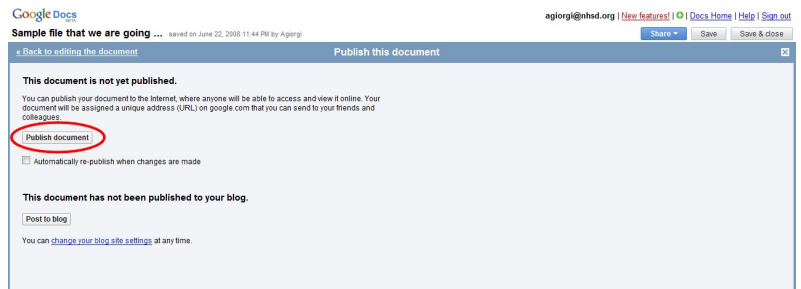 Google Docs
BETA
agiorgi@nhsd.org | New features! | | Docs Home | Help | Sign out
Sample file that we are going ... saved on June 22, 2008 11:44 PM by Agiorgi
Share Save Save & close
« Back to editing the document Publish this document
This document is not yet published.
You can publish your document to the Internet, where anyone will be able to access and view it online. Your
document will be assigned a unique address (URL) on google.com that you can send to your friends and
colleagues.
Publish document
Automatically re-publish when changes are made
This document has not been published to your blog.
Post to blog
You can change your blog site settings at any time.